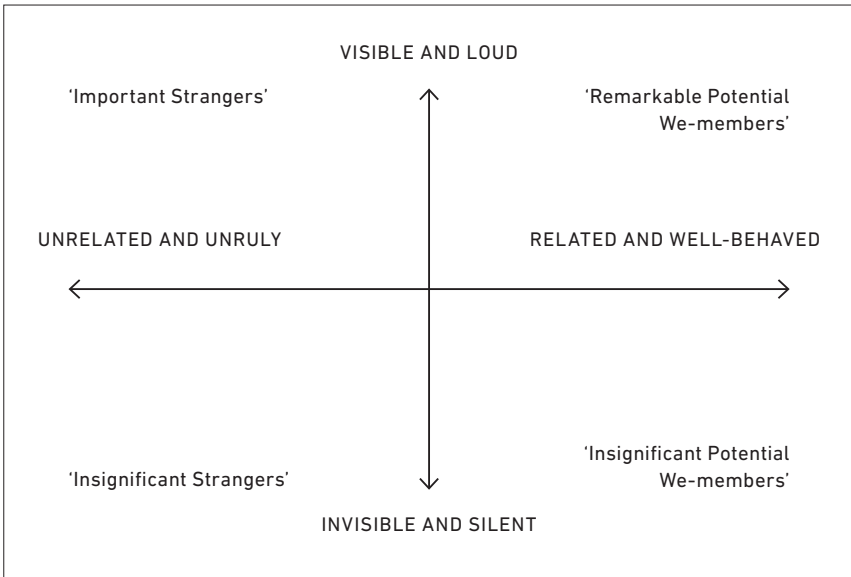 VISIBLE AND LOUD
‘Important Strangers’
‘Remarkable Potential
We-members’
UNRELATED AND UNRULY
RELATED AND WELL-BEHAVED
‘Insignificant Strangers’
‘Insignificant Potential
We-members’
INVISIBLE AND SILENT